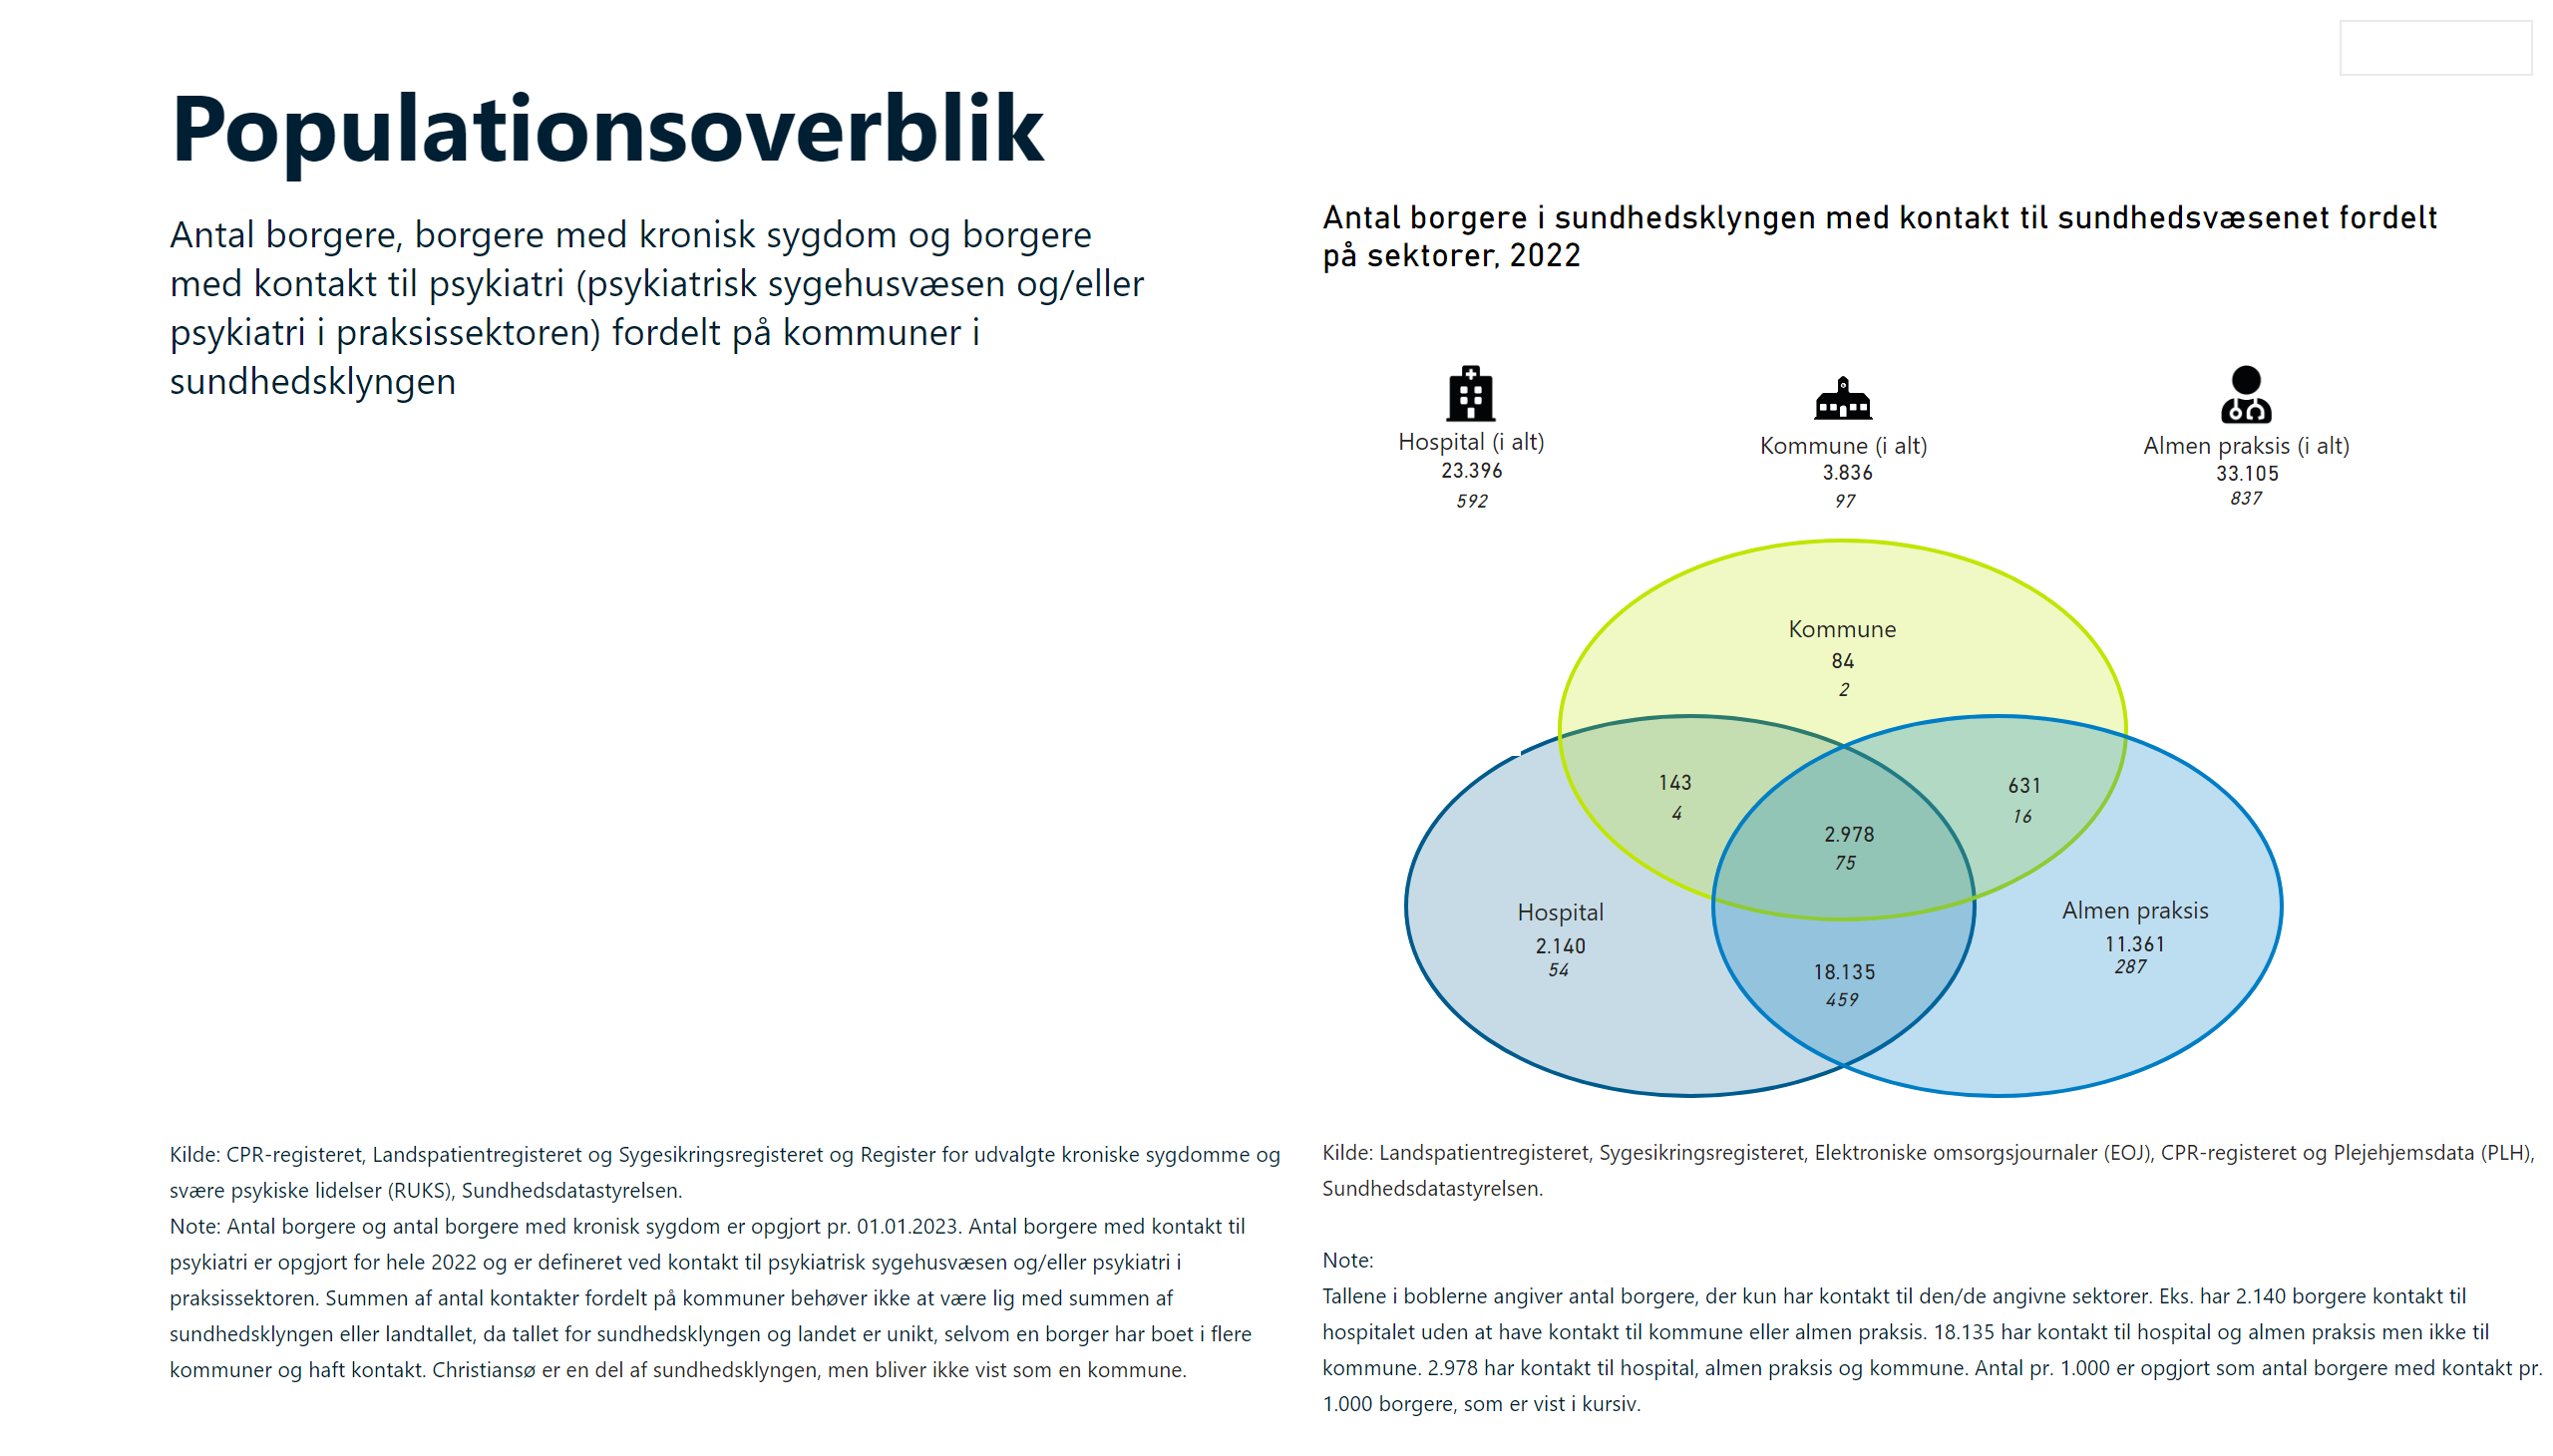 Populationsoverblik
Antal borgere, borgere med kronisk sygdom og borgere
med kontakt til psykiatri (psykiatrisk sygehusvæsen og/eller
psykiatri i praksissektoren) fordelt på kommuner i
sundhedsklyngen
Kilde: CPR-registeret, Landspatientregisteret og Sygesikringsregisteret og Register for udvalgte kroniske sygdomme og
svære psykiske lidelser (RUKS), Sundhedsdatastyrelsen.
Note: Antal borgere og antal borgere med kronisk sygdom er opgjort pr. 01.01.2023. Antal borgere med kontakt til
psykiatri er opgjort for hele 2022 og er defineret ved kontakt til psykiatrisk sygehusvæsen og/eller psykiatri i
praksissektoren. Summen af antal kontakter fordelt på kommuner behøver ikke at være lig med summen af
sundhedsklyngen eller landtallet, da tallet for sundhedsklyngen og landet er unikt, selvom en borger har boet i flere
kommuner og haft kontakt. Christiansø er en del af sundhedsklyngen, men bliver ikke vist som en kommune.
Antal borgere i sundhedsklyngen med kontakt til sundhedsvæsenet fordelt
på sektorer, 2022
Hospital (i alt)
23.396
592
Kommune (i alt)
3.836
97
Almen praksis (i alt)
33.105
837
Kommune
84
2
143
4
631
16
2.978
75
Hospital
2.140
54
Almen praksis
11.361
287
18.135
459
Kilde: Landspatientregisteret, Sygesikringsregisteret, Elektroniske omsorgsjournaler (EOJ), CPR-registeret og Plejehjemsdata (PLH),
Sundhedsdatastyrelsen.
Note:
Tallene i boblerne angiver antal borgere, der kun har kontakt til den/de angivne sektorer. Eks. har 2.140 borgere kontakt til
hospitalet uden at have kontakt til kommune eller almen praksis. 18.135 har kontakt til hospital og almen praksis men ikke til
kommune. 2.978 har kontakt til hospital, almen praksis og kommune. Antal pr. 1.000 er opgjort som antal borgere med kontakt pr.
1.000 borgere, som er vist i kursiv.